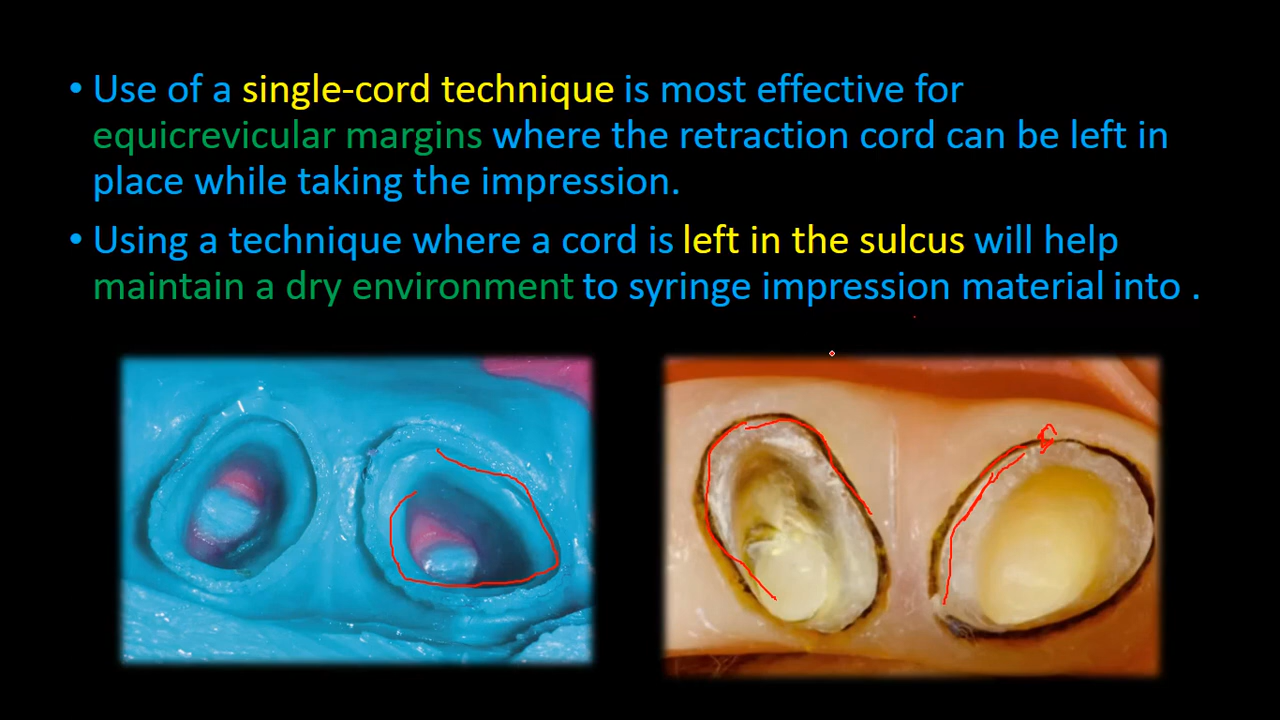 • Use of a single-cord technique is most effective for
equicrevicular margins where the retraction cord can be left in
place while taking the impression.
• Using a technique where a cord is left in the sulcus will help
maintain a dry environment to syringe impression material into .